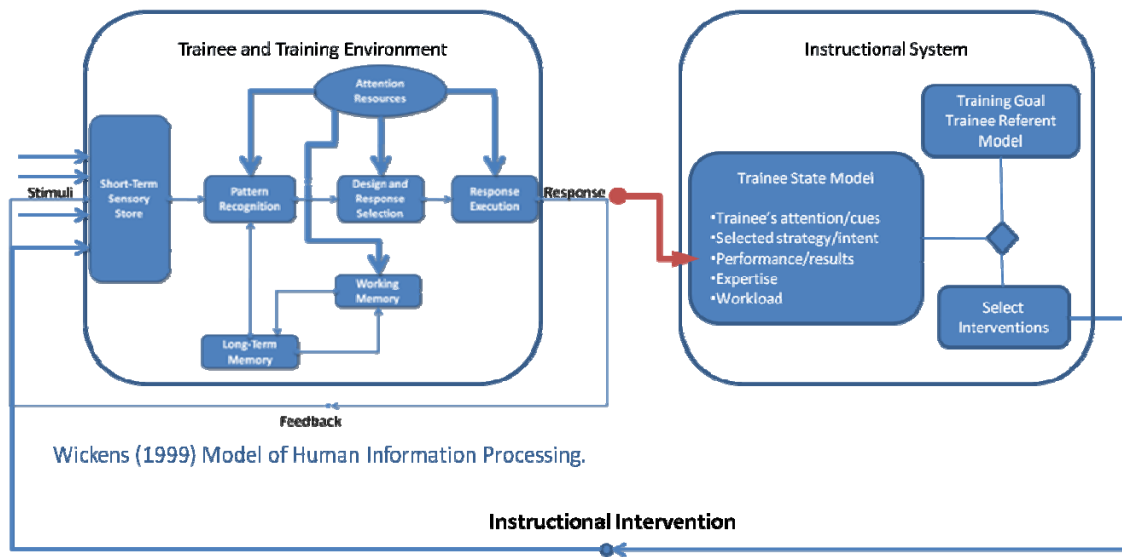 Trainee and Training Environment
Attention
Resources
Stimuli
Short-Term
Sensory
Store
Pattern
Recognition
Design and
Response
Selection
Response
Execution
Response
Working
Memory
Long-Term
Memory
Feedback
Wickens (1999) Model of Human Information Processing.
Instructional System
Training Goal
Trainee Referent
Model
Trainee State Model
•Trainee's attention/cues
•Selected strategy/intent
•Performance/results
•Expertise
•Workload
Select
Interventions
Instructional Intervention